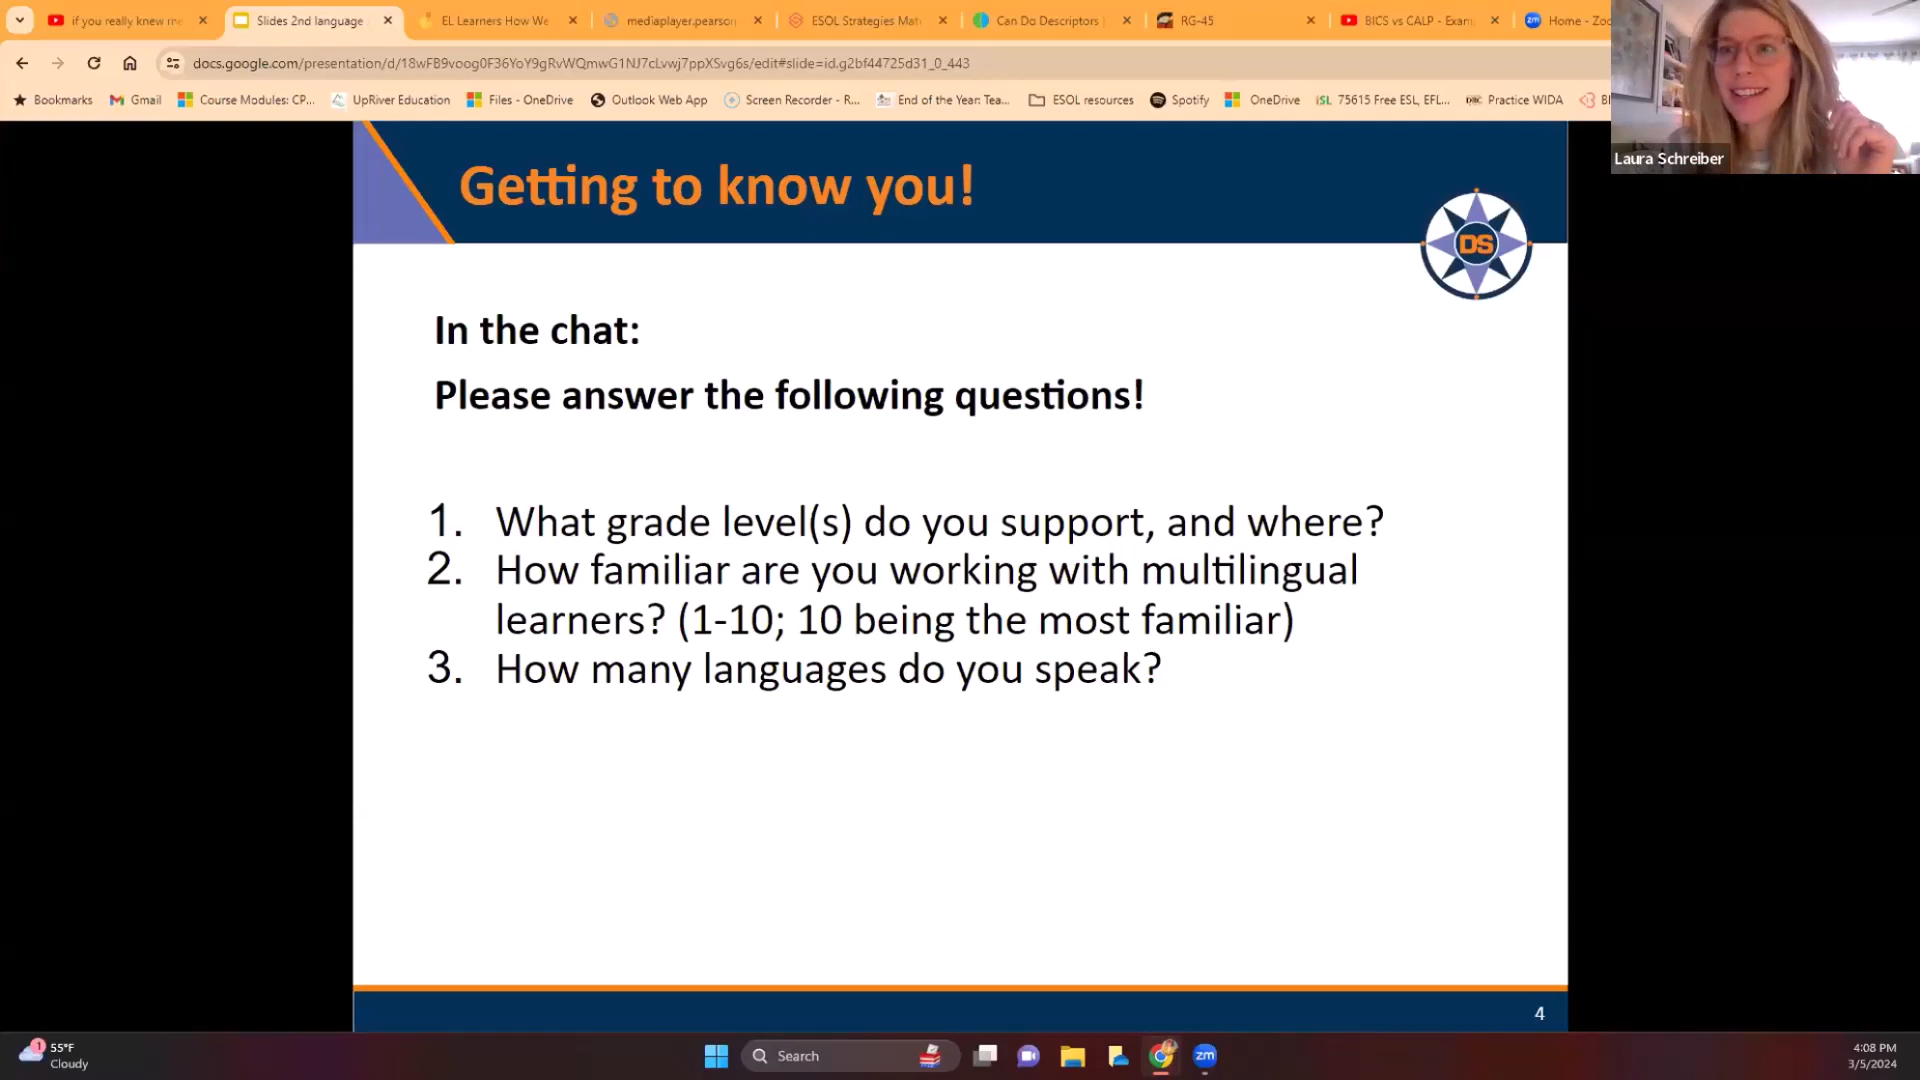 if you really knew me
Slides 2nd language
EL Learners How We
mediaplayer.pearson
ESOL Strategies Mat
Can Do Descriptors
RG-45
BICS vs CALP - Exam
Home - Zoo
docs.google.com/presentation/d/18wFB9voog0F36YoY9gRvWQmwG1NJ7cLvwj7ppXSvg6s/edit#slide=id.g2bf44725d31_0_443
Bookmarks
Gmail
Course Modules: CP...
UpRiver Education
Files - OneDrive
Outlook Web App
Screen Recorder - R...
End of the Year: Tea...
ESOL resources
Spotify
OneDrive
iSL 75615 Free ESL, EFL...
DRC Practice WIDA
Laura Schreiber
Getting to know you!
DS
In the chat:
Please answer the following questions!
1. What grade level(s) do you support, and where?
2. How familiar are you working with multilingual
learners? (1-10; 10 being the most familiar)
3. How many languages do you speak?
4
1
55°F
Cloudy
Search
zm
4:08 PM
3/5/2024